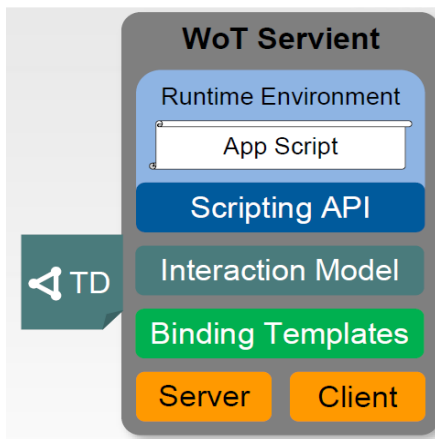 WoT Servient
Runtime Environment
App Script
Scripting API
TD
Interaction Model
Binding Templates
Server
Client